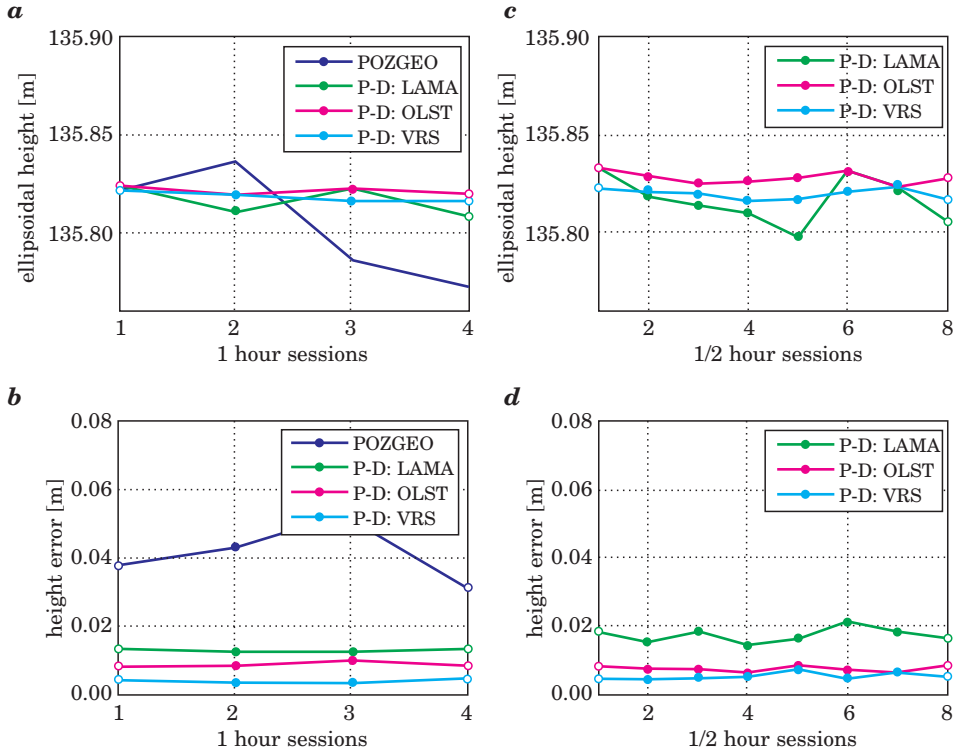 a
135.90
135.85
135.80
ellipsoidal height [m]
POZGEO
P-D: LAMA
P-D: OLST
P-D: VRS
1 2 3 4
1 hour sessions
c
135.90
135.85
135.80
ellipsoidal height [m]
P-D: LAMA
P-D: OLST
P-D: VRS
2 4 6 8
1/2 hour sessions
b
0.08
0.06
0.04
0.02
0.00
height error [m]
POZGEO
P-D: LAMA
P-D: OLST
P-D: VRS
1 2 3 4
1 hour sessions
d
0.08
0.06
0.04
0.02
0.00
height error [m]
P-D: LAMA
P-D: OLST
P-D: VRS
2 4 6 8
1/2 hour sessions